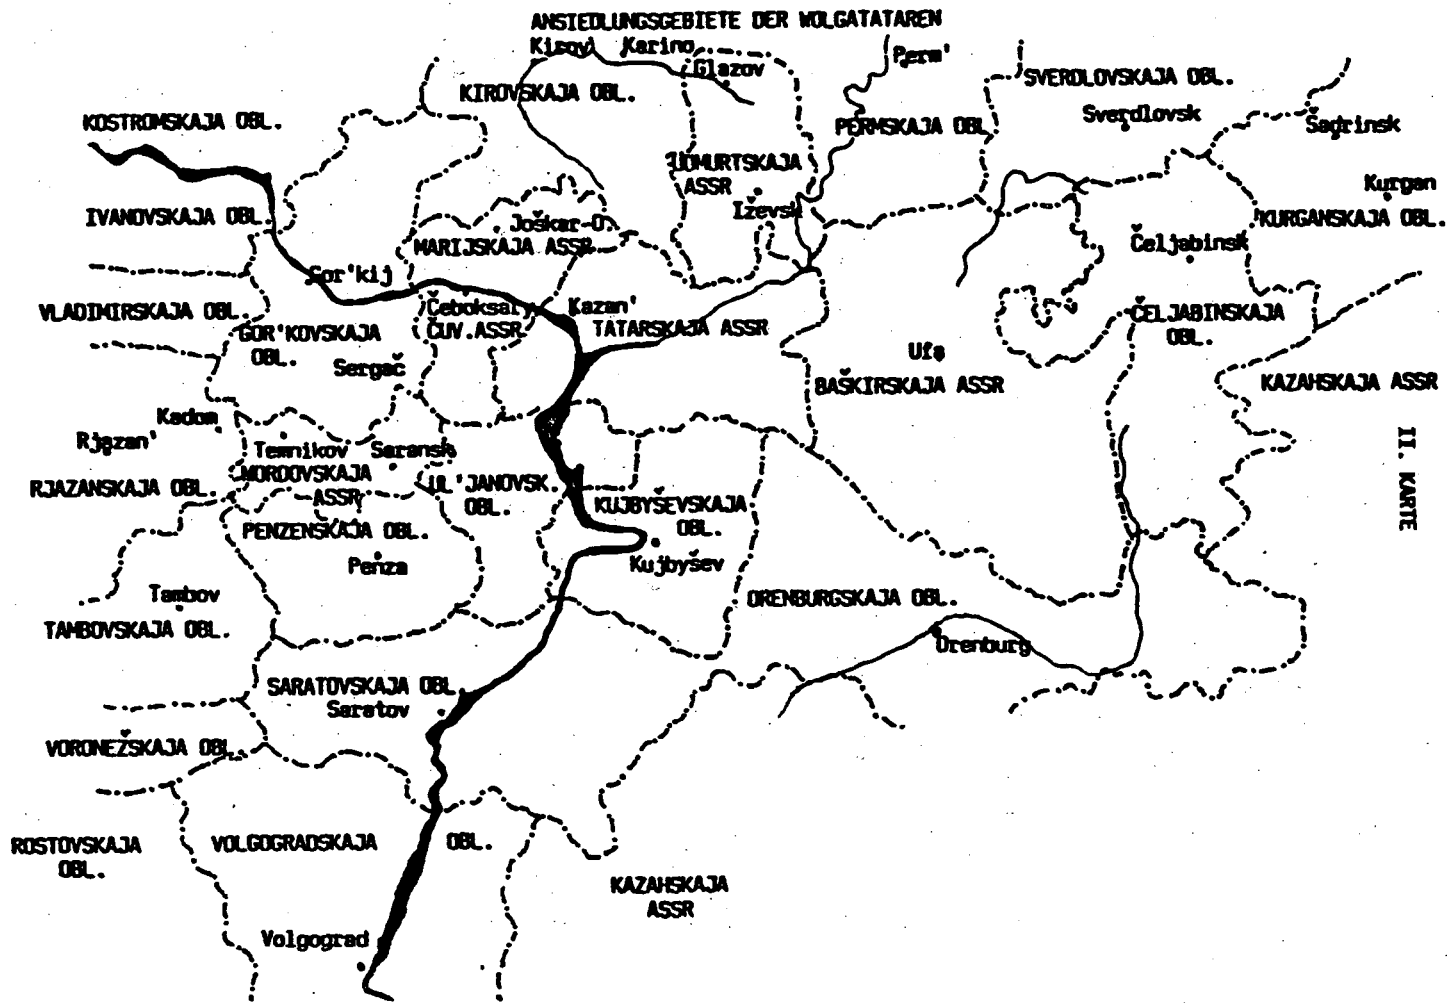 ANSIEDLUNGSGEBIETE DER WOLGATATAREN
Kirov
Karino
Perm'
Glazov
SVERDLOVSKAJA OBL.
KIROVSKAJA OBL.
Sverdlovsk
Šadrinsk
KOSTROMSKAJA OBL.
PERMSKAJA OBL
UDMURTSKAJA
ASSR
Kurgan
Iževsk
IVANOVSKAJA OBL.
Joškar-O.
KURGANSKAJA OBL.
MARIJSKAJA ASSR
Čeljabinsk
Gor'kij
VLADIMIRSKAJA OBL.
Čeboksary
Kazan'
ČELJABINSKAJA
OBL.
GOR'KOVSKAJA
OBL.
ČUV.ASSR
TATARSKAJA ASSR
Ufa
Sergač
BAŠKIRSKAJA ASSR
KAZAHSKAJA ASSR
Kadom
Rjazan'
Temnikov
Saransk
II. KARTE
RJAZANSKAJA OBL.
MORDOVSKAJA
ASSR
UL'JANOVSK.
OBL.
KUJBYŠEVSKAJA
OBL.
PENZENSKAJA OBL.
Penza
Kujbyšev
Tambov
ORENBURGSKAJA OBL.
TAMBOVSKAJA OBL.
Orenburg
SARATOVSKAJA OBL.
Saratov
VORONEŽSKAJA OBL.
ROSTOVSKAJA
OBL.
VOLGOGRADSKAJA OBL.
KAZAHSKAJA
ASSR
Volgograd